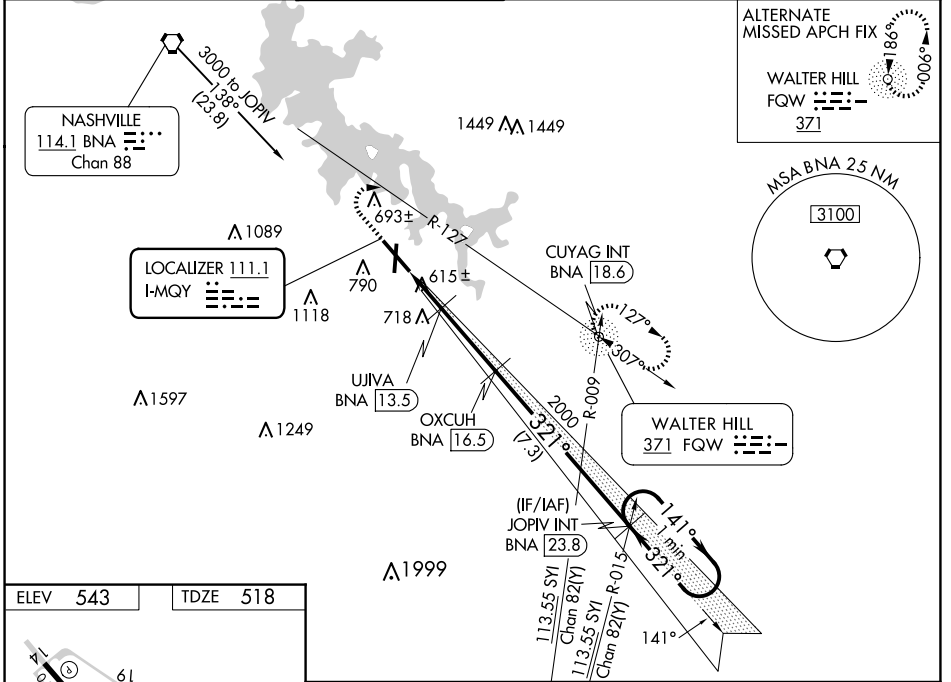 3000 to JOPIV
138°
(23.8)
NASHVILLE
114.1 BNA
Chan 88
1449 1449
ALTERNATE
MISSED APCH FIX
186°
006°
WALTER HILL
FQW
371
MSA BNA 25 NM
3100
693±
R-127
1089
LOCALIZER 111.1
I-MQY
790
615±
1118
718
CUYAG INT
BNA 18.6
127°
307°
UJIVA
BNA 13.5
1597
1249
OXCUH
BNA 16.5
2000
321°
(7.3)
R-009
WALTER HILL
371 FQW
(IF/IAF)
JOPIV INT
BNA 23.8
141°
1 min
321°
1999
113.55 SYI
Chan 82(Y)
113.55 SYI
Chan 82(Y)
R-015
141°
ELEV 543
TDZE 518
14
P
19